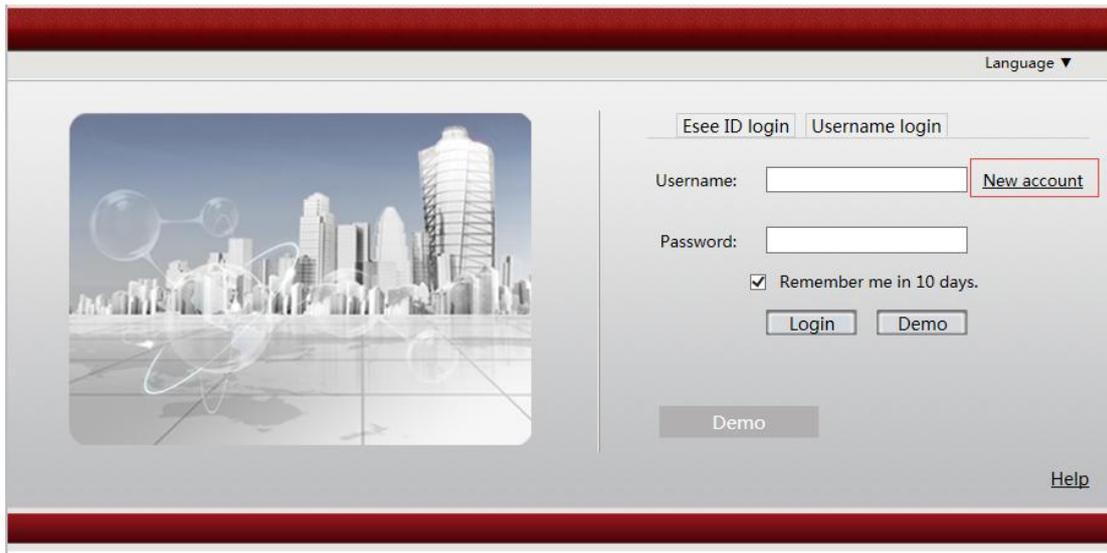 Language ▼
Esee ID login Username login
Username: New account
Password:
Remember me in 10 days.
Login Demo
Demo
Help